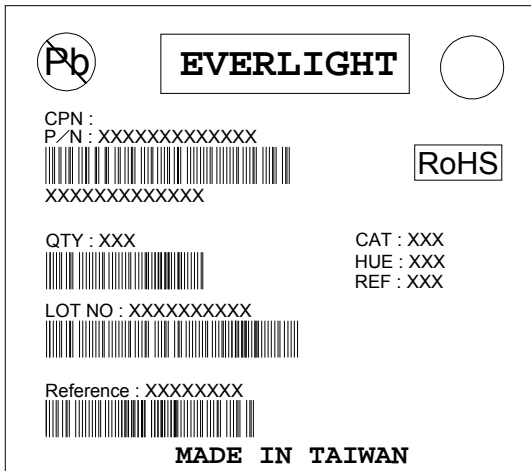 Pb
EVERLIGHT
CPN :
P/N : XXXXXXXXXXXXX
RoHS
XXXXXXXXXXXXX
QTY : XXX
CAT : XXX
HUE : XXX
REF : XXX
LOT NO : XXXXXXXXXX
Reference : XXXXXXXX
MADE IN TAIWAN